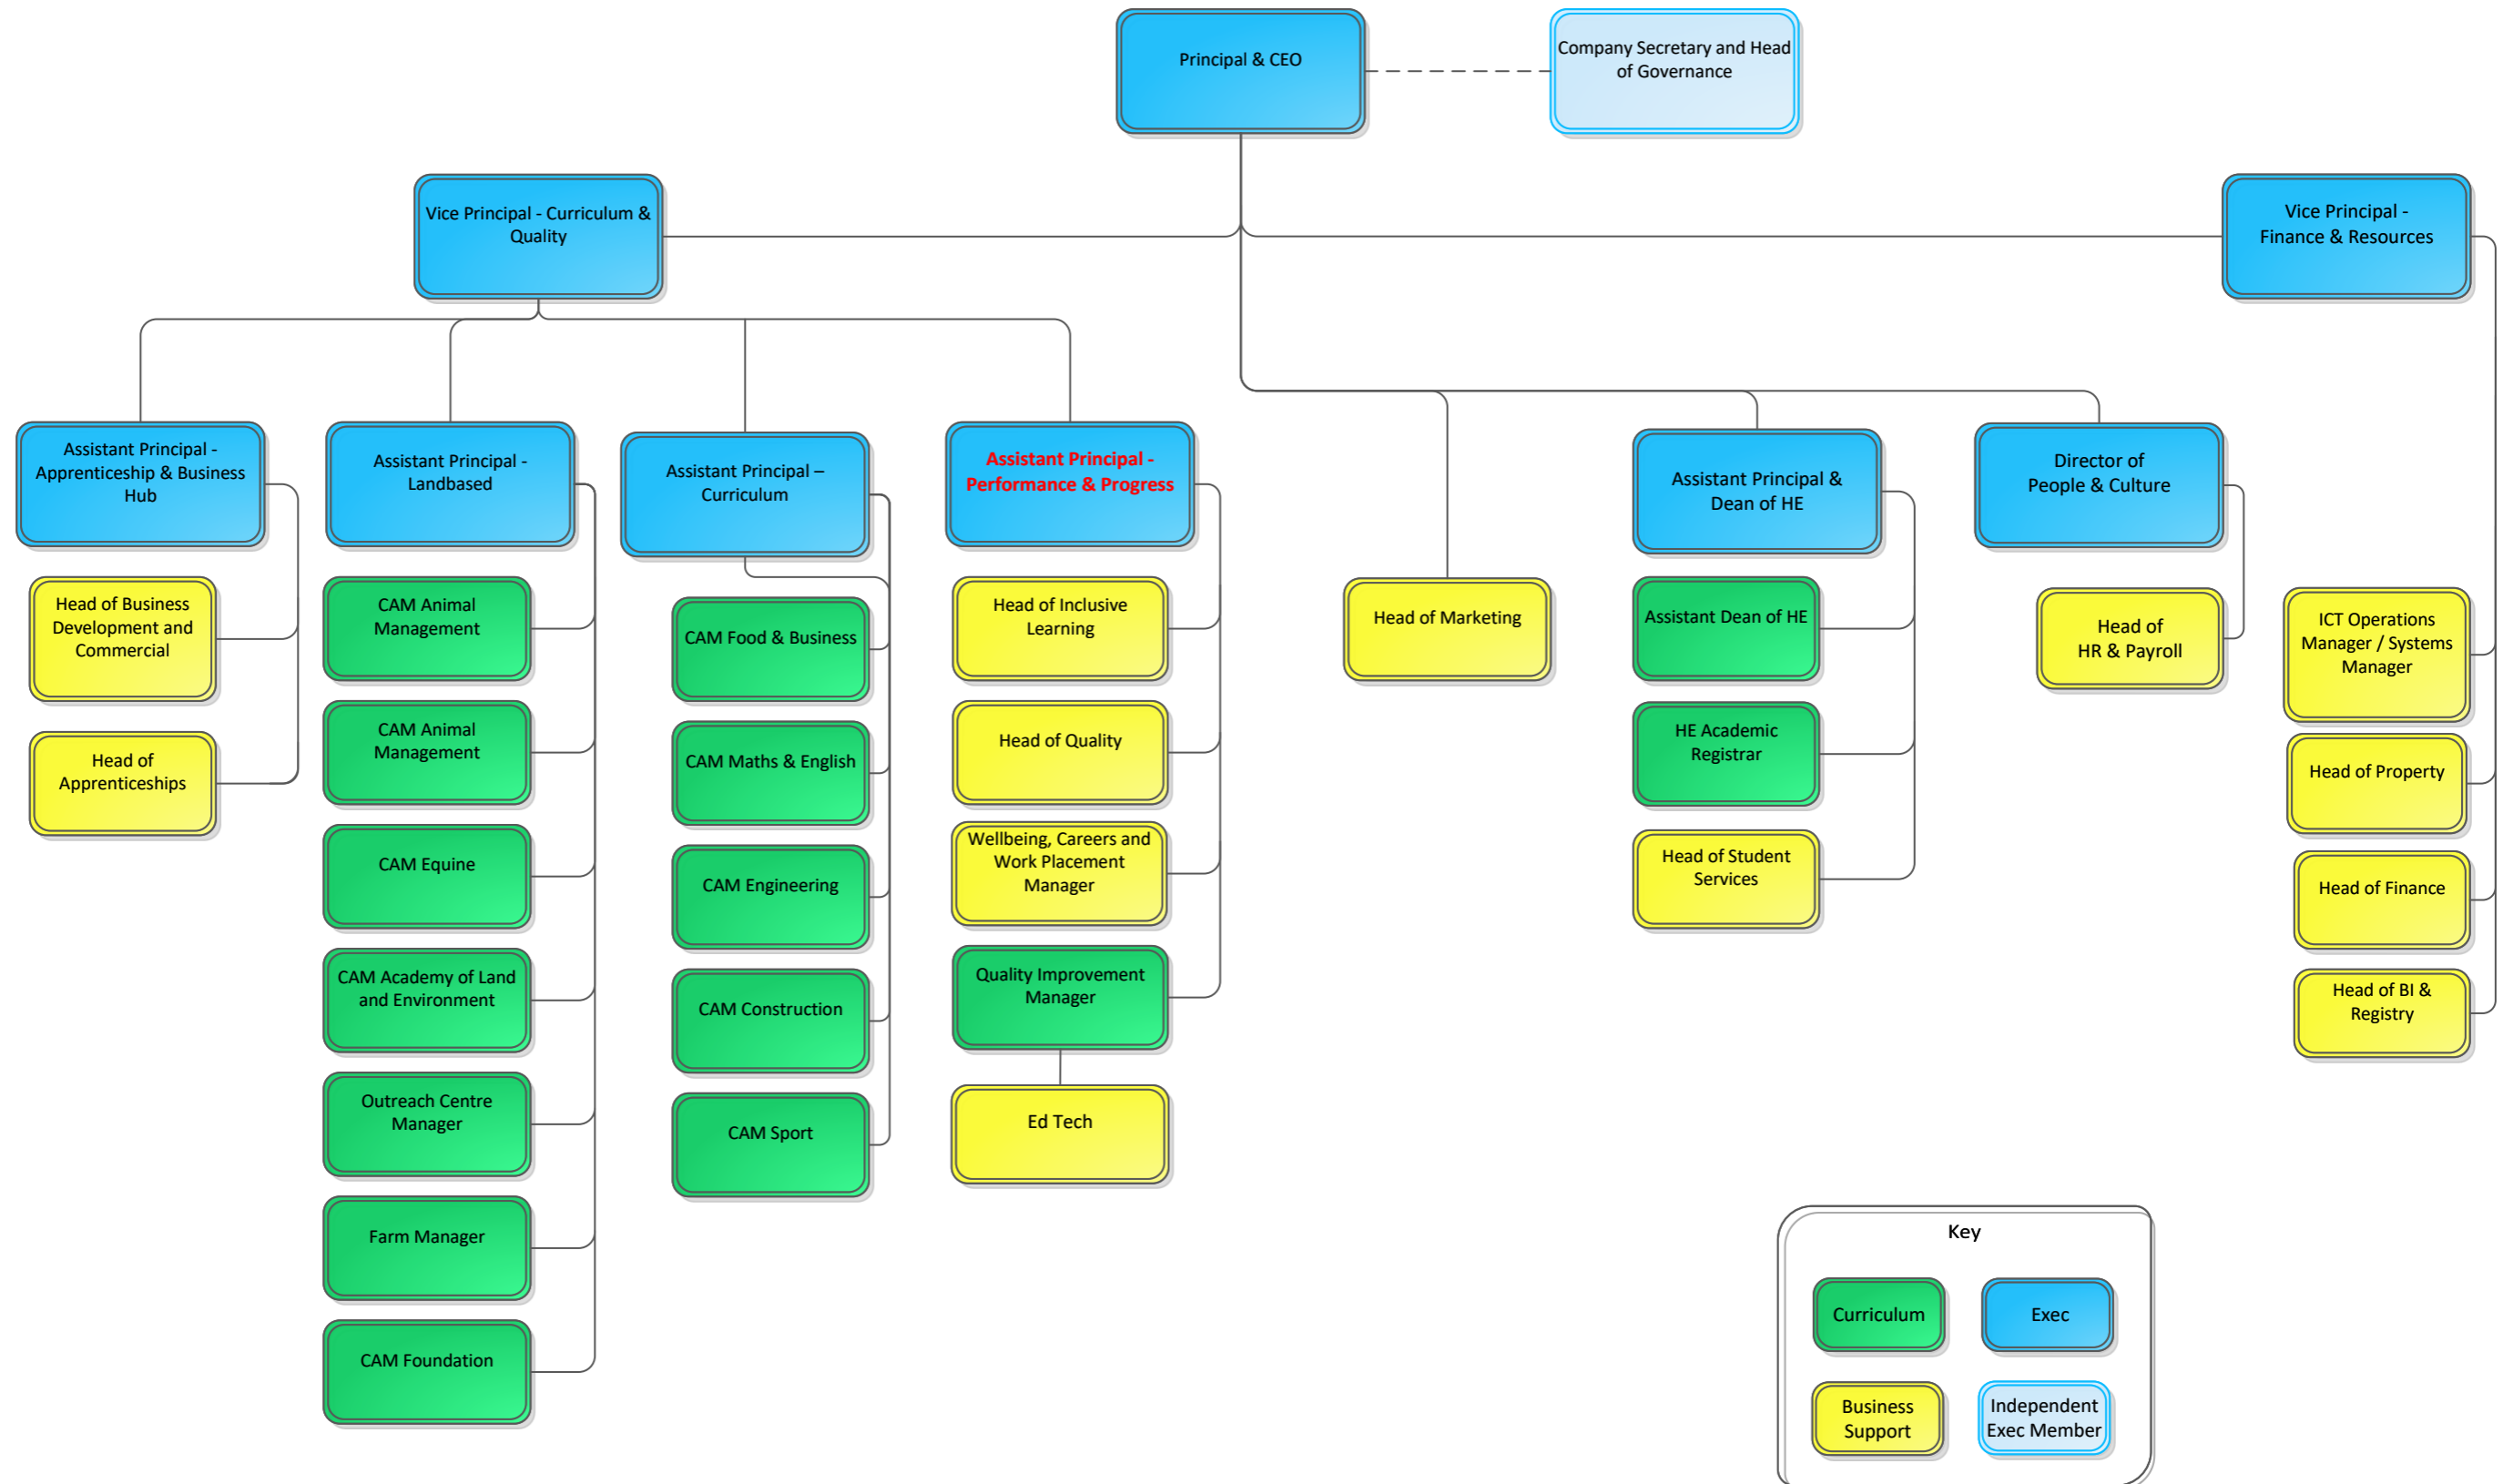 Principal & CEO
Company Secretary and Head
of Governance
Vice Principal - Curriculum &
Quality
Vice Principal -
Finance & Resources
Assistant Principal -
Apprenticeship & Business
Hub
Assistant Principal -
Landbased
Assistant Principal –
Curriculum
Assistant Principal -
Performance & Progress
Assistant Principal &
Dean of HE
Director of
People & Culture
Head of Business
Development and
Commercial
Head of
Apprenticeships
CAM Animal
Management
CAM Animal
Management
CAM Equine
CAM Academy of Land
and Environment
Outreach Centre
Manager
Farm Manager
CAM Foundation
CAM Food & Business
CAM Maths & English
CAM Engineering
CAM Construction
CAM Sport
Head of Inclusive
Learning
Head of Quality
Wellbeing, Careers and
Work Placement
Manager
Quality Improvement
Manager
Ed Tech
Head of Marketing
Assistant Dean of HE
HE Academic
Registrar
Head of Student
Services
Head of
HR & Payroll
ICT Operations
Manager / Systems
Manager
Head of Property
Head of Finance
Head of BI &
Registry
Key
Curriculum
Exec
Business
Support
Independent
Exec Member